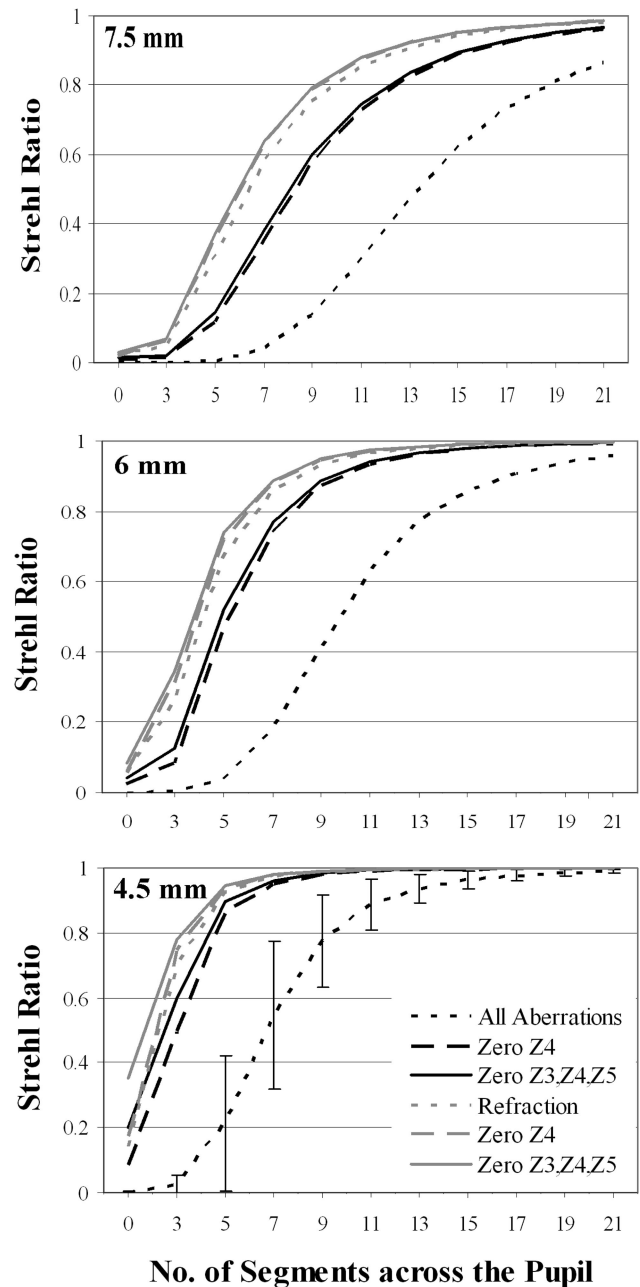 7.5 mm
Strehl Ratio
1
0.8
0.6
0.4
0.2
0
0 3 5 7 9 11 13 15 17 19 21
6 mm
Strehl Ratio
1
0.8
0.6
0.4
0.2
0
0 3 5 7 9 11 13 15 17 19 21
4.5 mm
Strehl Ratio
1
0.8
0.6
0.4
0.2
0
All Aberrations
Zero Z4
Zero Z3,Z4,Z5
Refraction
Zero Z4
Zero Z3,Z4,Z5
0 3 5 7 9 11 13 15 17 19 21
No. of Segments across the Pupil